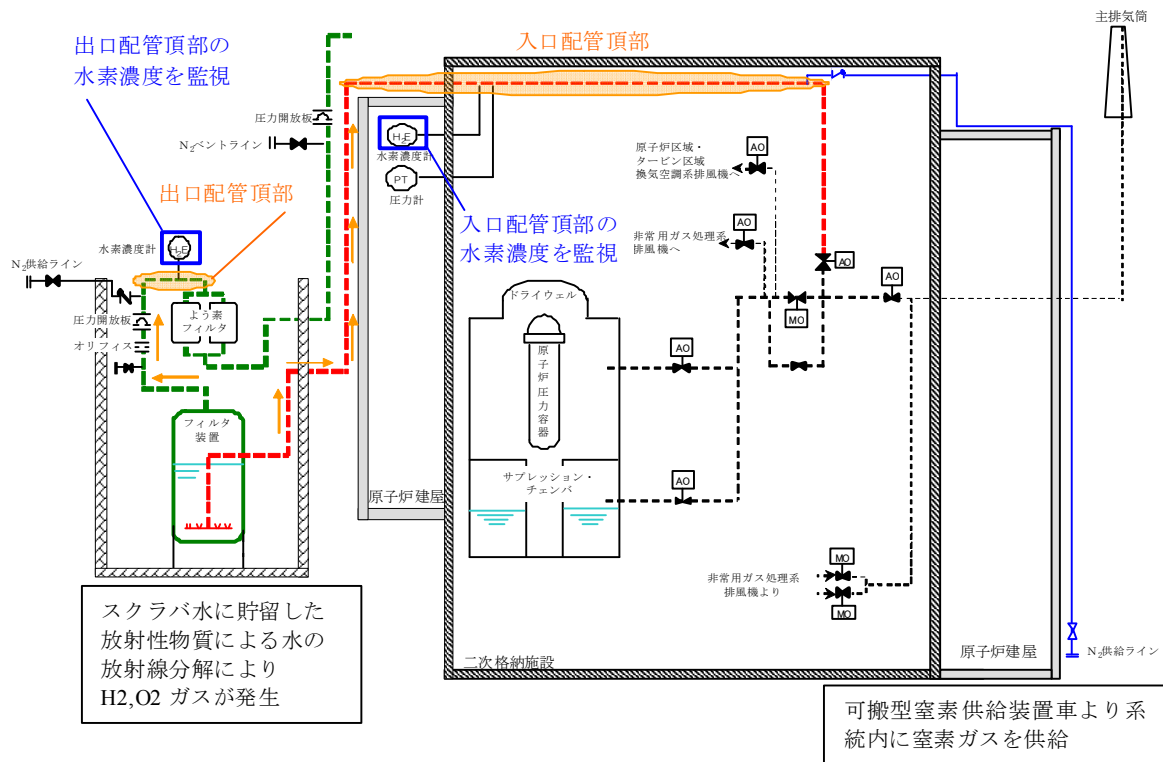 主排気筒
出口配管頂部の
水素濃度を監視
入口配管頂部
圧力開放板
N₂ベントライン
H₂E
水素濃度計
PT
圧力計
入口配管頂部の
水素濃度を監視
出口配管頂部
水素濃度計
H₂E
N₂供給ライン
圧力開放板
オリフィス
よう素
フィルタ
フィルタ
装置
原子炉区域・
タービン区域
換気空調系排風機へ
AO
非常用ガス処理系
排風機へ
AO
AO
AO
MO
ドライウェル
原子炉圧力容器
AO
サプレッション・
チェンバ
AO
原子炉建屋
非常用ガス処理系
排風機より
MO
MO
二次格納施設
原子炉建屋
N₂供給ライン
スクラバ水に貯留した
放射性物質による水の
放射線分解により
H2,O2 ガスが発生
可搬型窒素供給装置車より系
統内に窒素ガスを供給